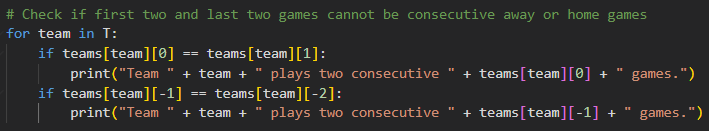 # Check if first two and last two games cannot be consecutive away or home games
for team in T:
    if teams[team][0] == teams[team][1]:
        print("Team " + team + " plays two consecutive " + teams[team][0] + " games.")
    if teams[team][-1] == teams[team][-2]:
        print("Team " + team + " plays two consecutive " + teams[team][-1] + " games.")